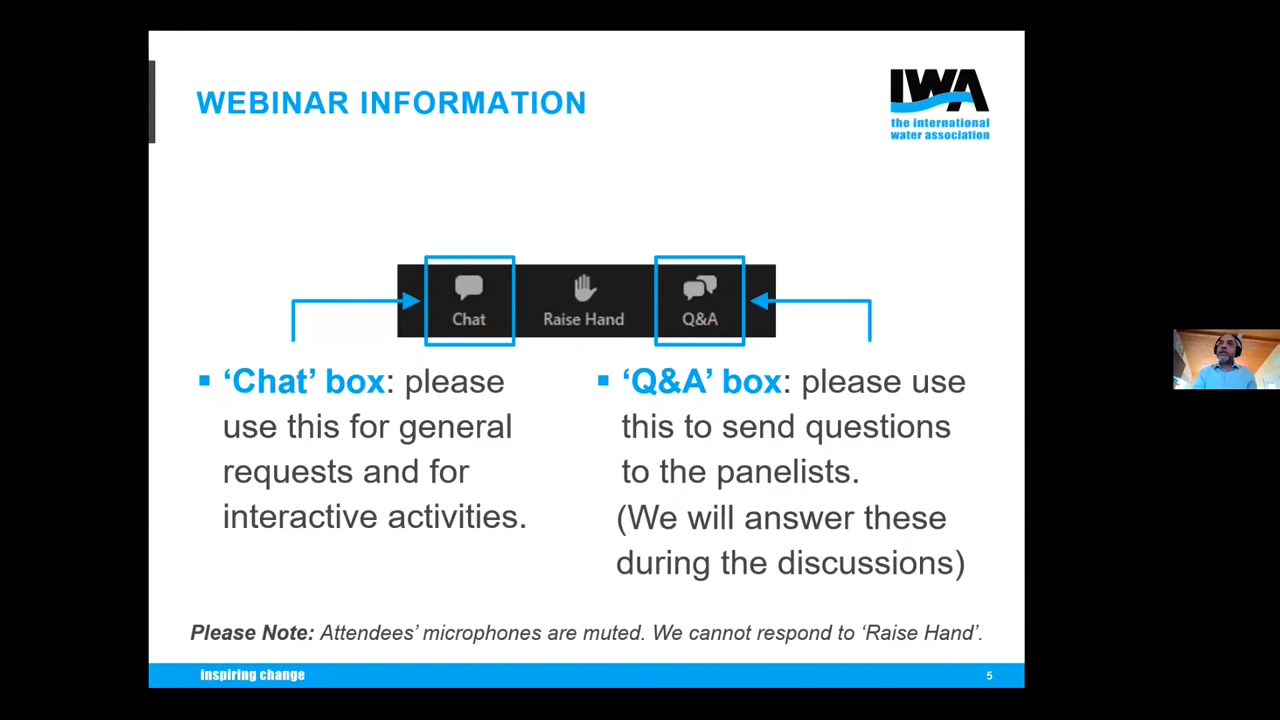 WEBINAR INFORMATION
IWA
the international
water association
Chat
Raise Hand
Q&A
▪ ‘Chat’ box: please
use this for general
requests and for
interactive activities.
▪ ‘Q&A’ box: please use
this to send questions
to the panelists.
(We will answer these
during the discussions)
Please Note: Attendees’ microphones are muted. We cannot respond to ‘Raise Hand’.
inspiring change
5